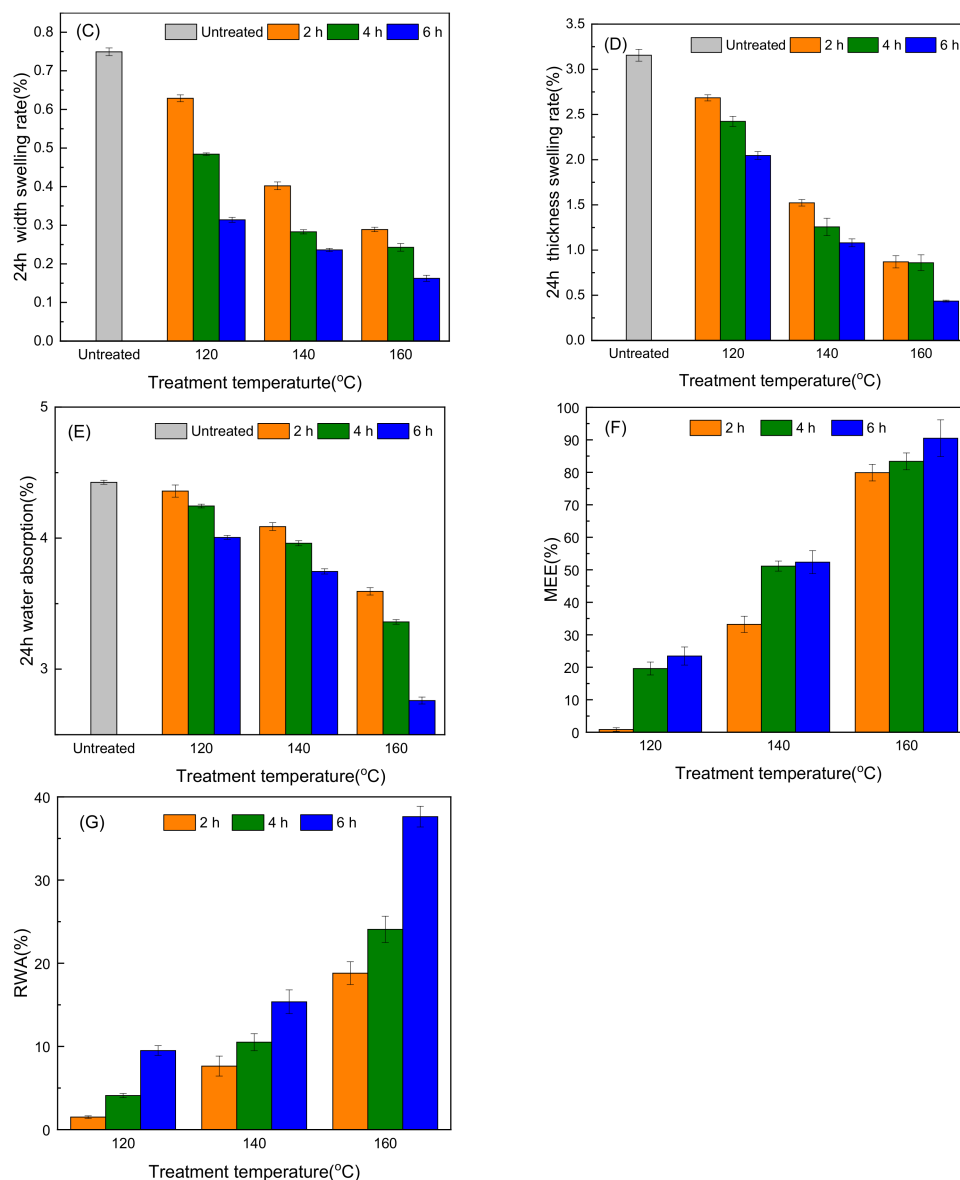 (C)
Untreated 2 h 4 h 6 h
24h width swelling rate(%)
0.8
0.7
0.6
0.5
0.4
0.3
0.2
0.1
0.0
Untreated 120 140 160
Treatment temperaturte(°C)
(D)
Untreated 2 h 4 h 6 h
24h thickness swelling rate(%)
3.5
3.0
2.5
2.0
1.5
1.0
0.5
0.0
Untreated 120 140 160
Treatment temperature(°C)
(E)
Untreated 2 h 4 h 6 h
24h water absorption(%)
5
4
3
Untreated 120 140 160
Treatment temperature(°C)
(F)
2 h 4 h 6 h
MEE(%)
100
90
80
70
60
50
40
30
20
10
0
120 140 160
Treatment temperature(°C)
(G)
2 h 4 h 6 h
RWA(%)
40
30
20
10
0
120 140 160
Treatment temperature(°C)